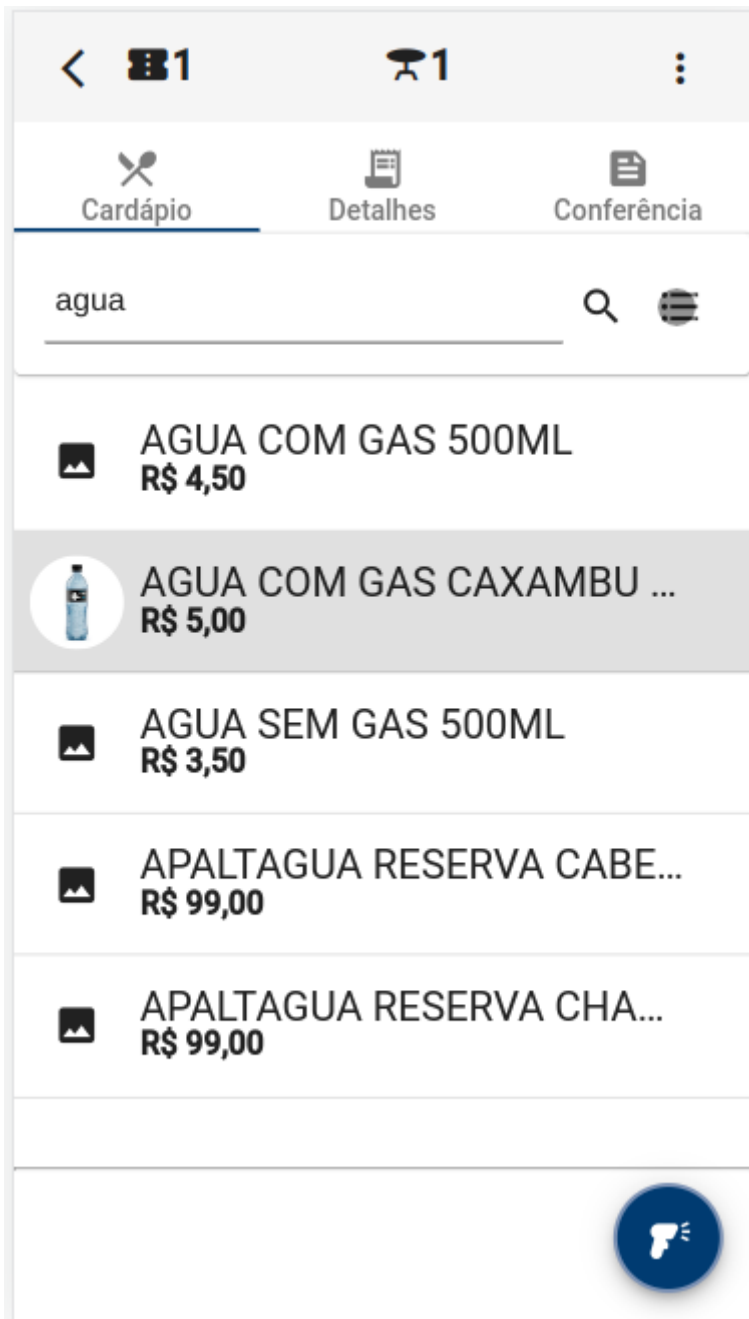 1 1
Cardápio Detalhes Conferência
agua
AGUA COM GAS 500ML
R$ 4,50
AGUA COM GAS CAXAMBU ...
R$ 5,00
AGUA SEM GAS 500ML
R$ 3,50
APALTAGUA RESERVA CABE...
R$ 99,00
APALTAGUA RESERVA CHA...
R$ 99,00